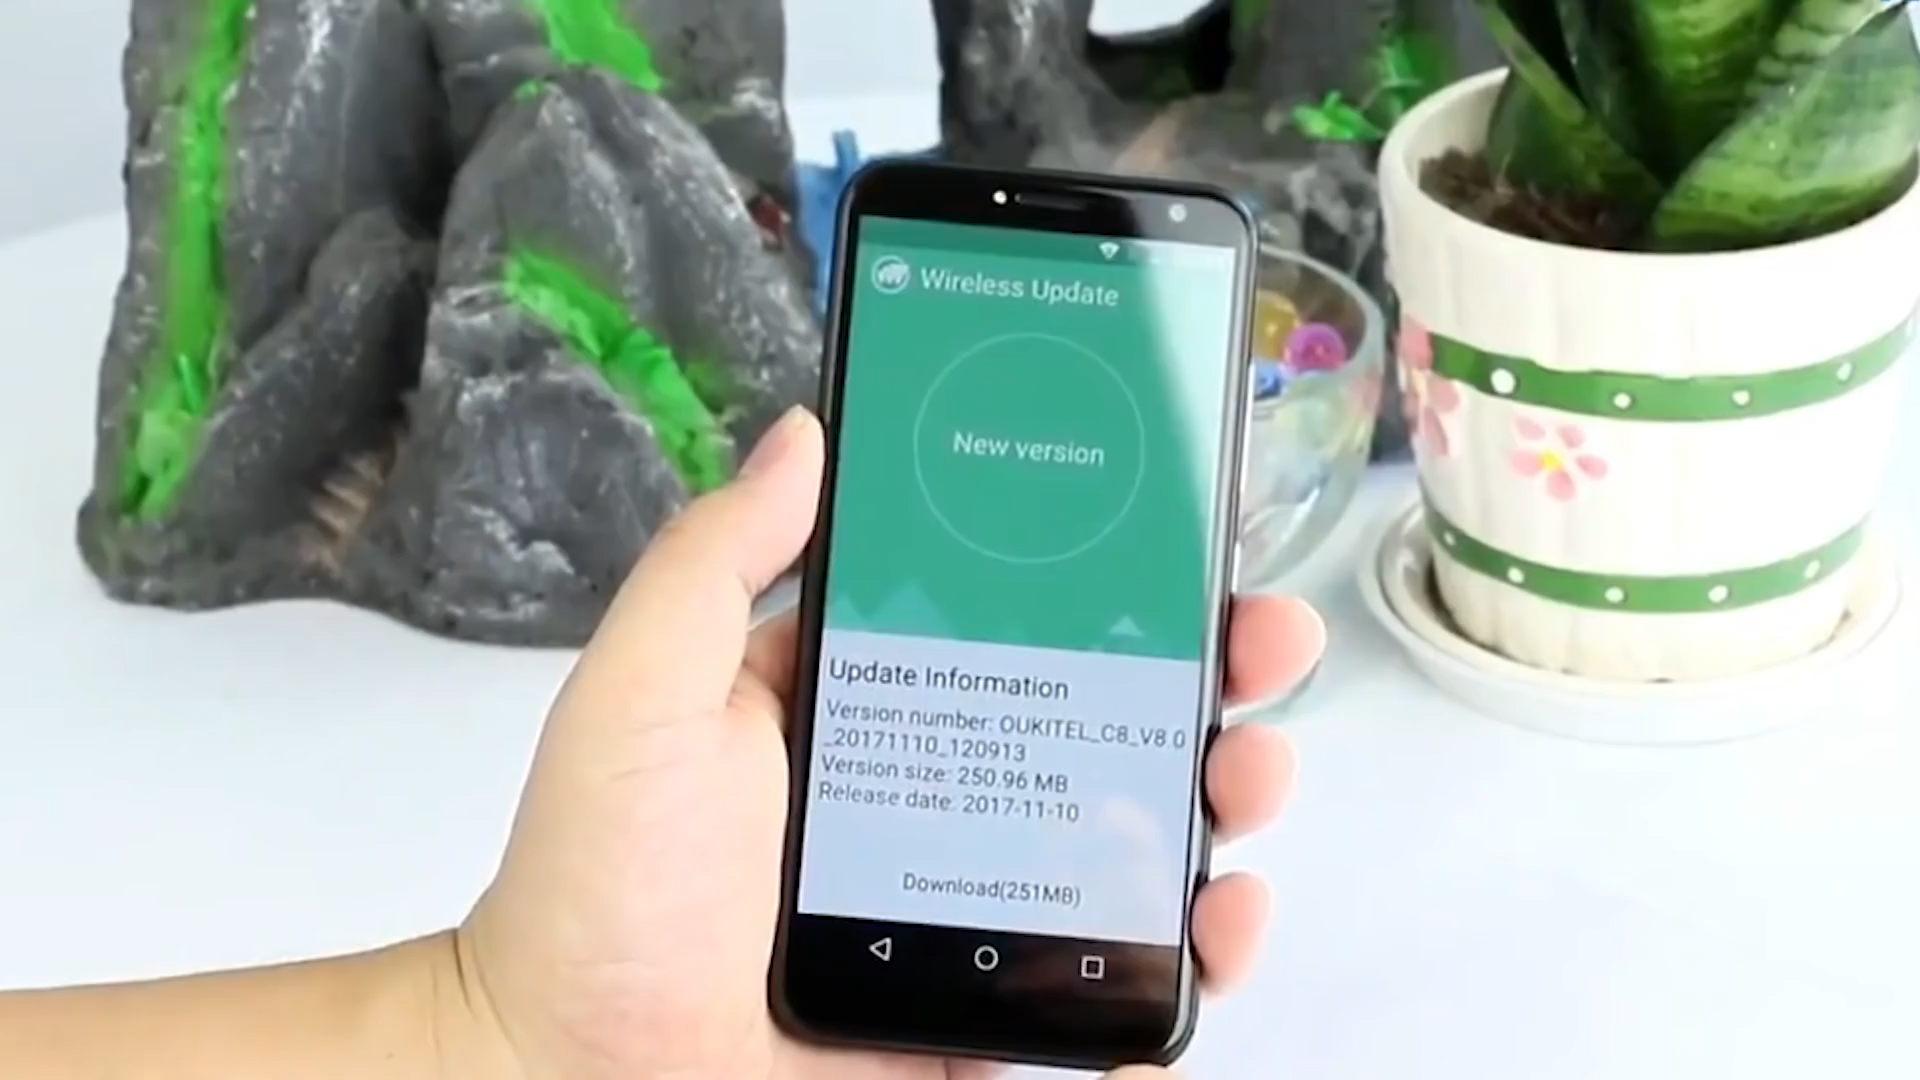 Wireless Update
New version
Update Information
Version number: OUKITEL_C8_V8.0
_20171110_120913
Version size: 250.96 MB
Release date: 2017-11-10
Download(251MB)